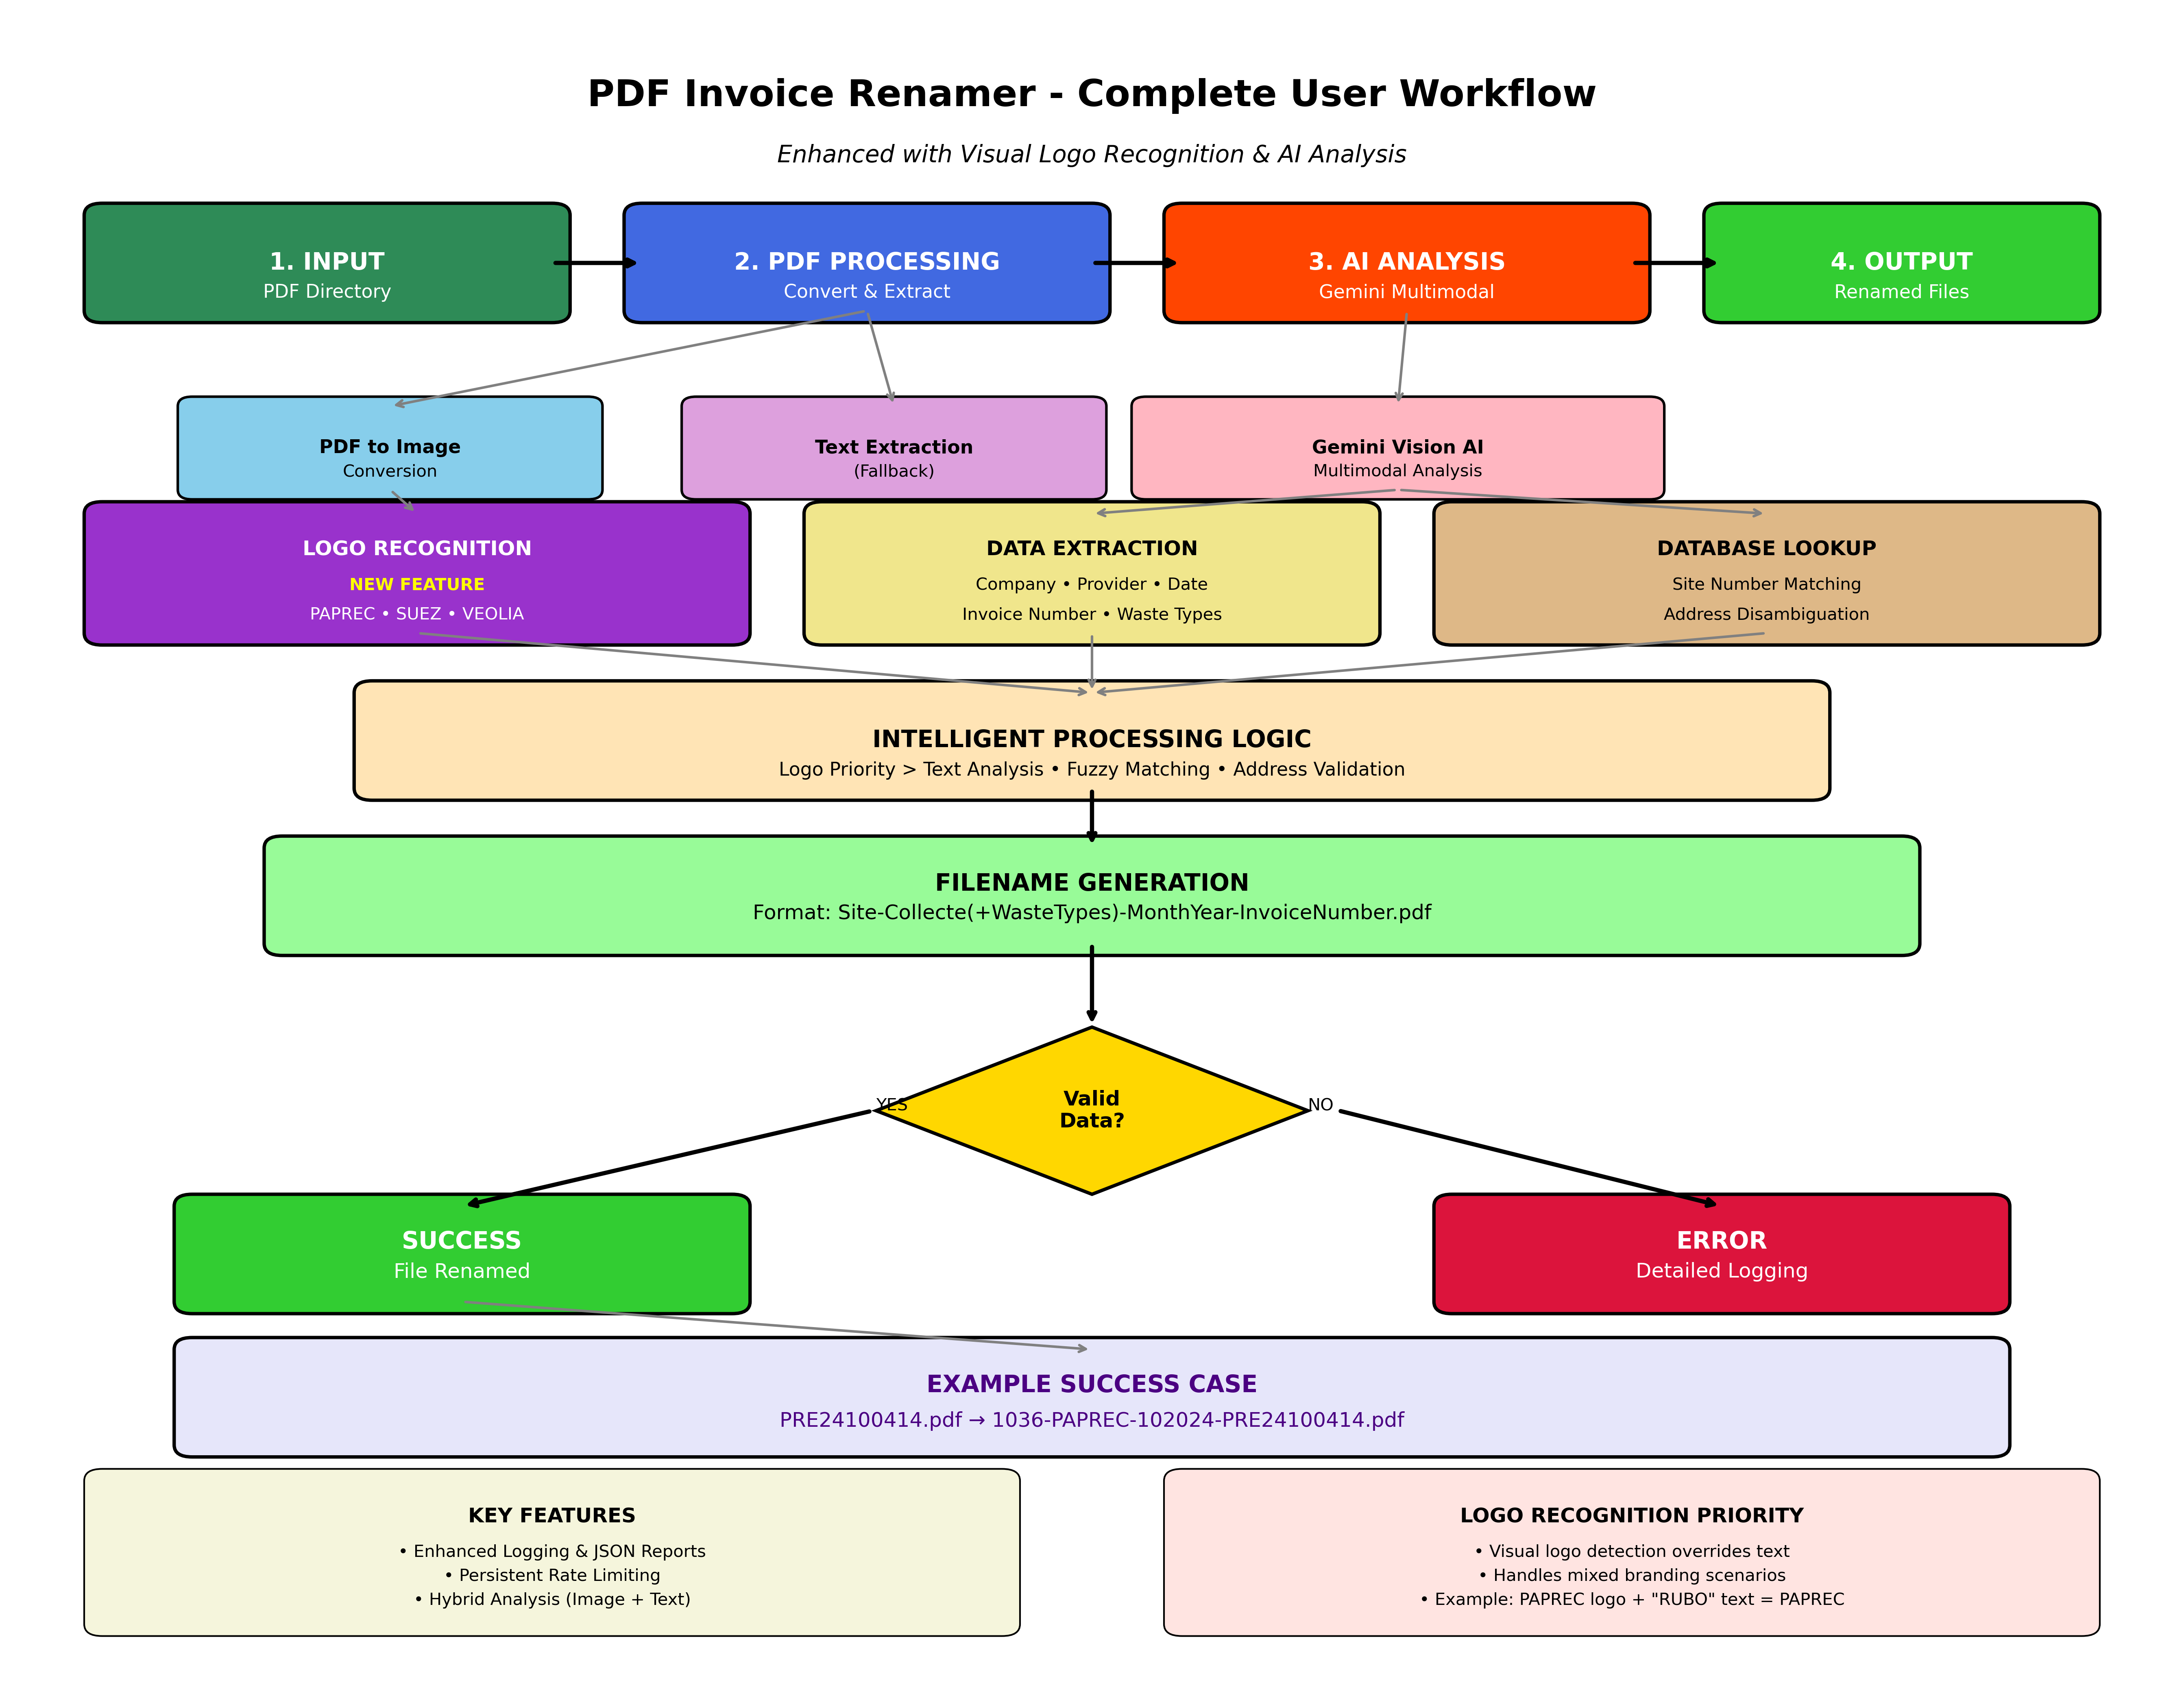 PDF Invoice Renamer - Complete User Workflow
Enhanced with Visual Logo Recognition & AI Analysis
1. INPUT
PDF Directory
2. PDF PROCESSING
Convert & Extract
3. AI ANALYSIS
Gemini Multimodal
4. OUTPUT
Renamed Files
PDF to Image
Conversion
Text Extraction
(Fallback)
Gemini Vision AI
Multimodal Analysis
LOGO RECOGNITION
NEW FEATURE
PAPREC • SUEZ • VEOLIA
DATA EXTRACTION
Company • Provider • Date
Invoice Number • Waste Types
DATABASE LOOKUP
Site Number Matching
Address Disambiguation
INTELLIGENT PROCESSING LOGIC
Logo Priority > Text Analysis • Fuzzy Matching • Address Validation
FILENAME GENERATION
Format: Site-Collecte(+WasteTypes)-MonthYear-InvoiceNumber.pdf
YES
Valid
Data?
NO
SUCCESS
File Renamed
ERROR
Detailed Logging
EXAMPLE SUCCESS CASE
PRE24100414.pdf → 1036-PAPREC-102024-PRE24100414.pdf
KEY FEATURES
• Enhanced Logging & JSON Reports
• Persistent Rate Limiting
• Hybrid Analysis (Image + Text)
LOGO RECOGNITION PRIORITY
• Visual logo detection overrides text
• Handles mixed branding scenarios
• Example: PAPREC logo + "RUBO" text = PAPREC